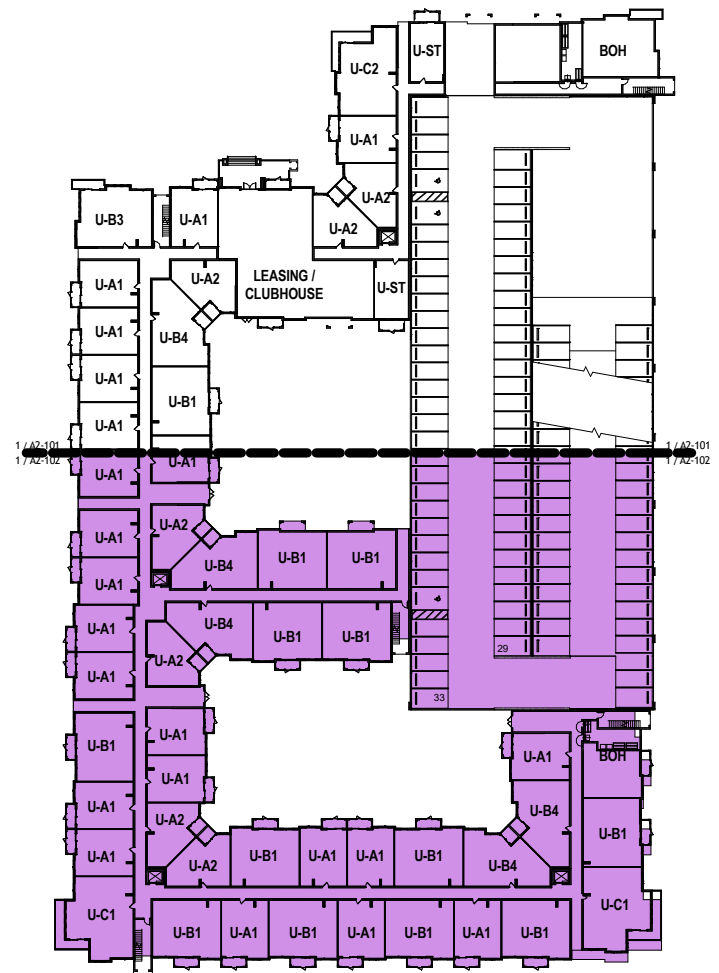 U-ST
BOH
U-C2
U-A1
U-A2
U-A2
U-B3
U-A1
U-A2
LEASING /
CLUBHOUSE
U-ST
U-A1
U-A1
U-B4
U-A1
U-B1
U-A1
1 / A2-101
1 / A2-101
1 / A2-102
1 / A2-102
U-A1
U-A1
U-A1
U-A2
U-B4
U-B1
U-B1
U-A1
U-A1
U-B4
U-B1
U-B1
U-A1
U-A2
29
33
U-B1
U-A1
U-A1
BOH
U-A1
U-A1
U-B4
U-A2
U-B1
U-A1
U-A2
U-B1
U-A1
U-A1
U-B1
U-B4
U-C1
U-C1
U-B1
U-A1
U-B1
U-A1
U-B1
U-A1
U-B1